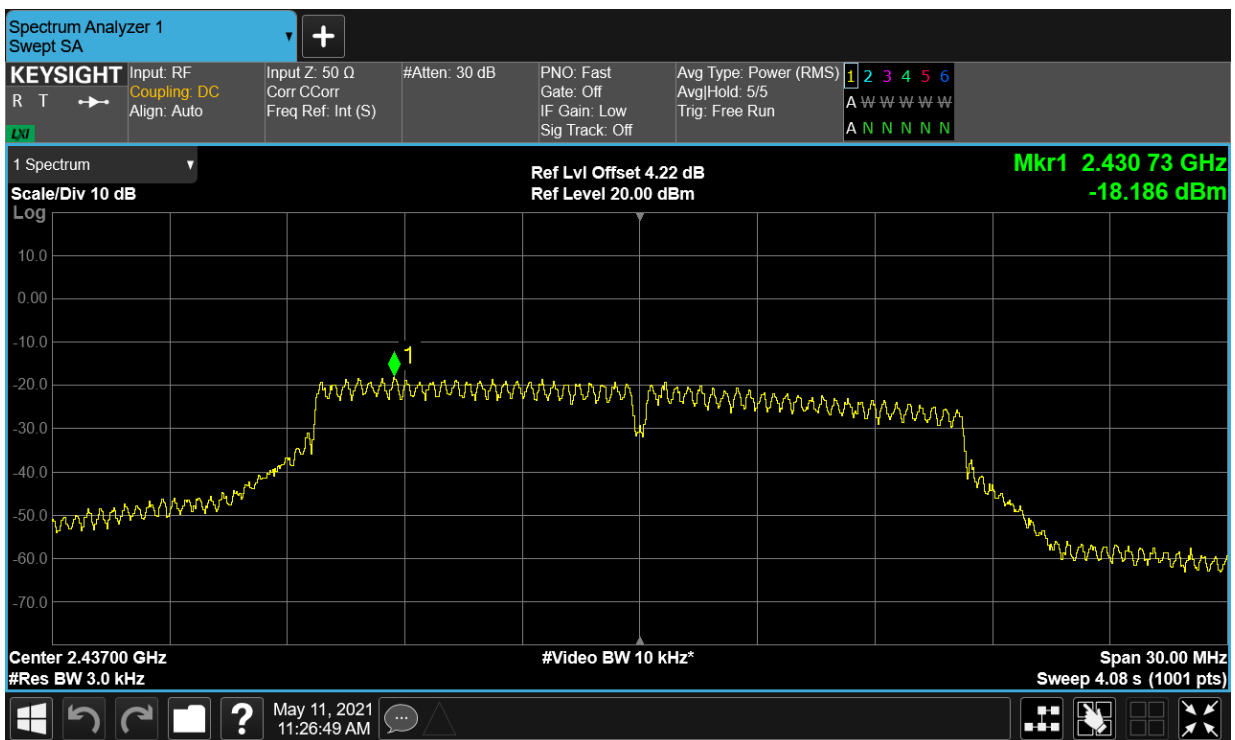 Spectrum Analyzer 1
Swept SA
KEYSIGHT
R T
LXI
Input: RF
Coupling: DC
Align: Auto
Input Z: 50 Ω
Corr CCorr
Freq Ref: Int (S)
#Atten: 30 dB
PNO: Fast
Gate: Off
IF Gain: Low
Sig Track: Off
Avg Type: Power (RMS)
Avg|Hold: 5/5
Trig: Free Run
1 2 3 4 5 6
A W W W W W
A N N N N N
1 Spectrum
Scale/Div 10 dB
Log
Ref Lvl Offset 4.22 dB
Ref Level 20.00 dBm
Mkr1 2.430 73 GHz
-18.186 dBm
10.0
0.00
-10.0
1
-20.0
-30.0
-40.0
-50.0
-60.0
-70.0
Center 2.43700 GHz
#Res BW 3.0 kHz
#Video BW 10 kHz*
Span 30.00 MHz
Sweep 4.08 s (1001 pts)
?
May 11, 2021
11:26:49 AM